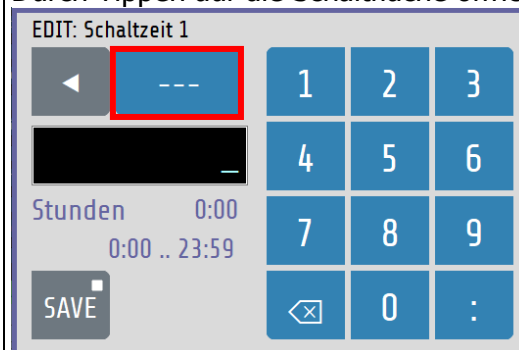 EDIT: Schaltzeit 1
◄ --- 1 2 3
_ 4 5 6
Stunden 0:00
0:00 .. 23:59
7 8 9
SAVE 0 :